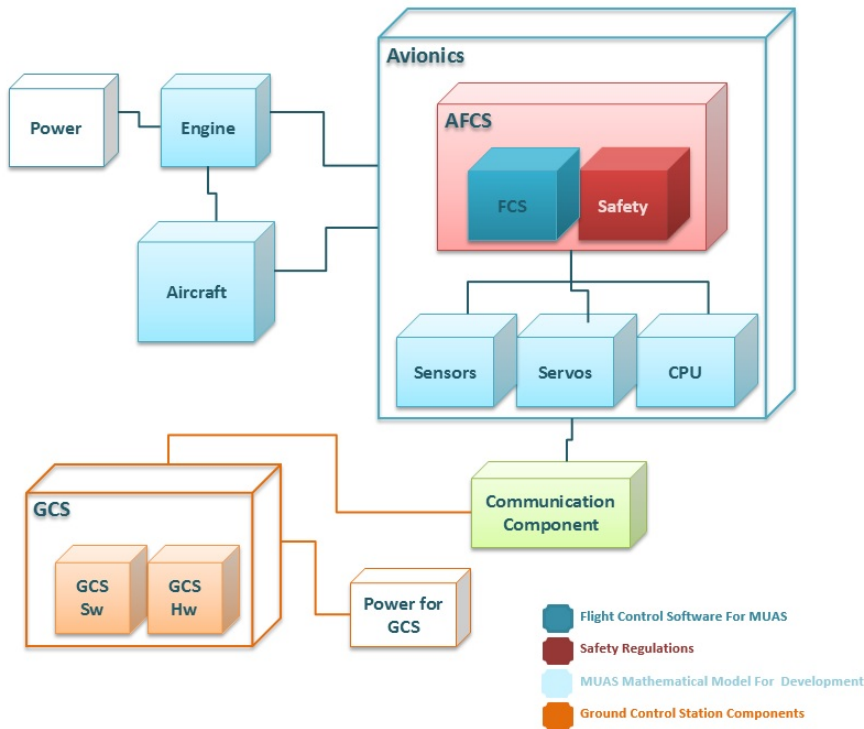 Avionics
AFCS
Power
Engine
FCS
Safety
Aircraft
Sensors
Servos
CPU
GCS
Communication
Component
GCS
Sw
GCS
Hw
Power for
GCS
Flight Control Software For MUAS
Safety Regulations
MUAS Mathematical Model For Development
Ground Control Station Components